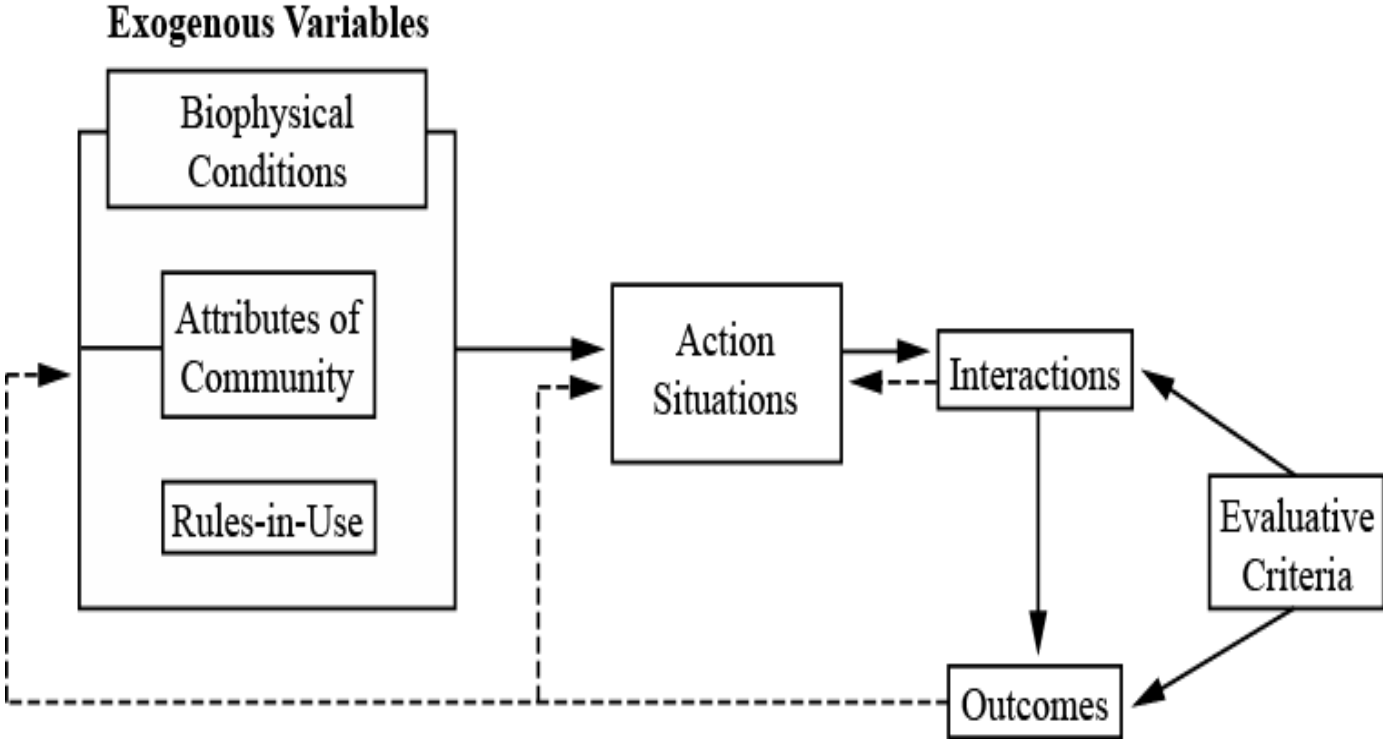 Exogenous Variables
Biophysical
Conditions
Attributes of
Community
Rules-in-Use
Action
Situations
Interactions
Evaluative
Criteria
Outcomes